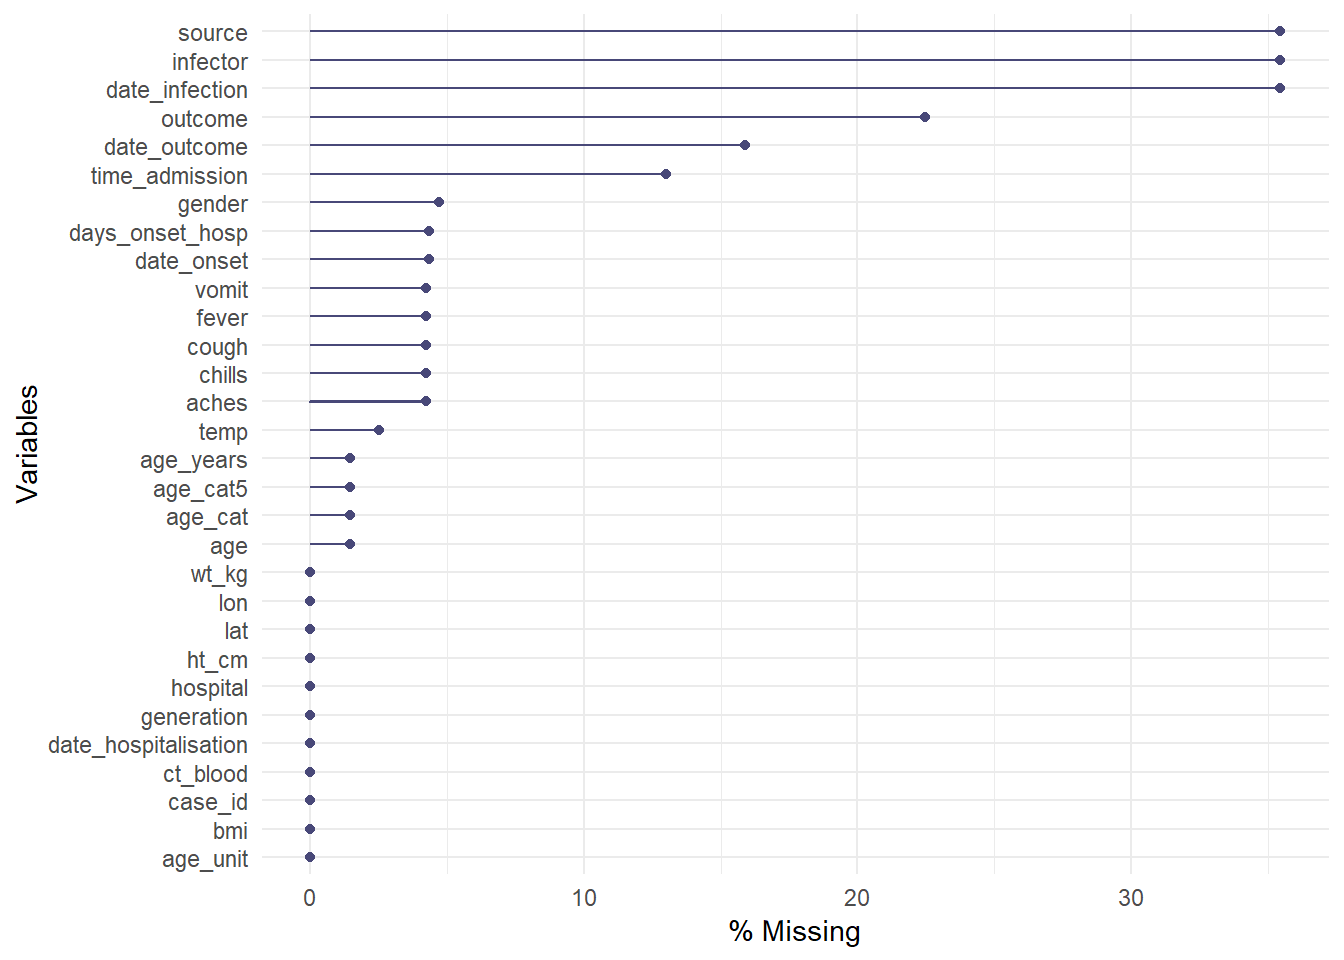 source
infector
date_infection
outcome
date_outcome
time_admission
gender
days_onset_hosp
date_onset
vomit
fever
cough
chills
aches
temp
age_years
age_cat5
age_cat
age
wt_kg
lon
lat
ht_cm
hospital
generation
date_hospitalisation
ct_blood
case_id
bmi
age_unit
Variables
0 10 20 30
% Missing